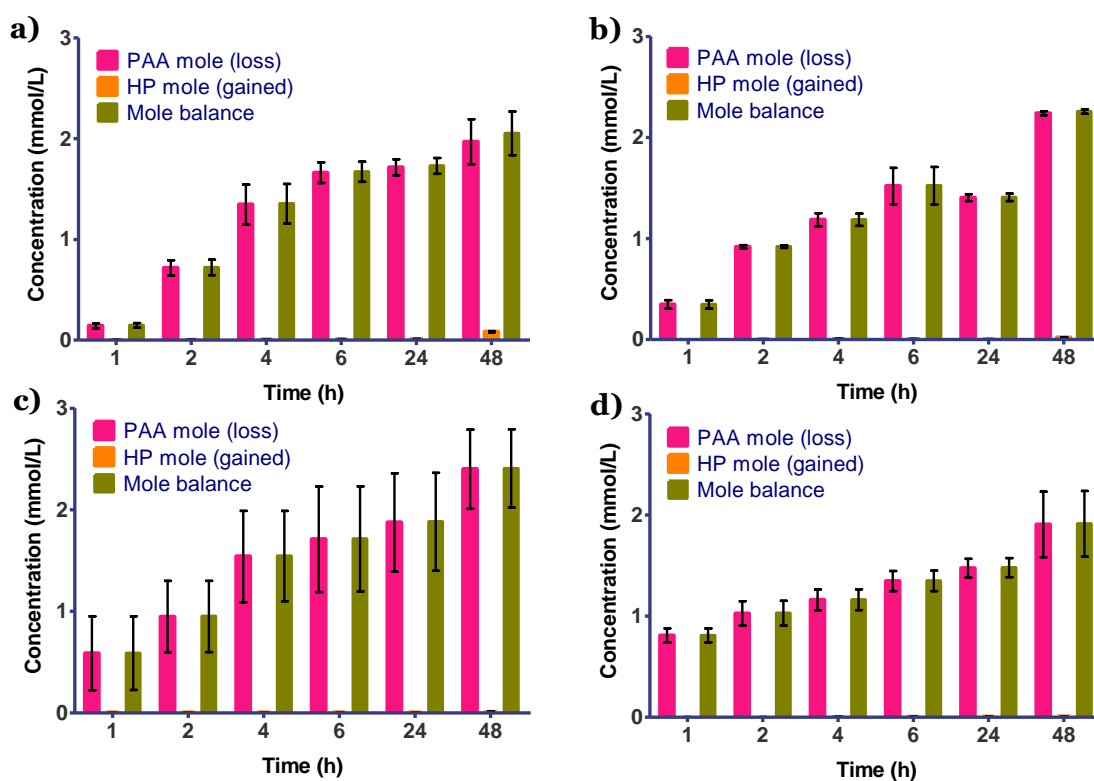 a)
3
2
1
0
Concentration (mmol/L)
PAA mole (loss)
HP mole (gained)
Mole balance
1 2 4 6 24 48
Time (h)
b)
3
2
1
0
Concentration (mmol/L)
PAA mole (loss)
HP mole (gained)
Mole balance
1 2 4 6 24 48
Time (h)
c)
3
2
1
0
Concentration (mmol/L)
PAA mole (loss)
HP mole (gained)
Mole balance
1 2 4 6 24 48
Time (h)
d)
3
2
1
0
Concentration (mmol/L)
PAA mole (loss)
HP mole (gained)
Mole balance
1 2 4 6 24 48
Time (h)